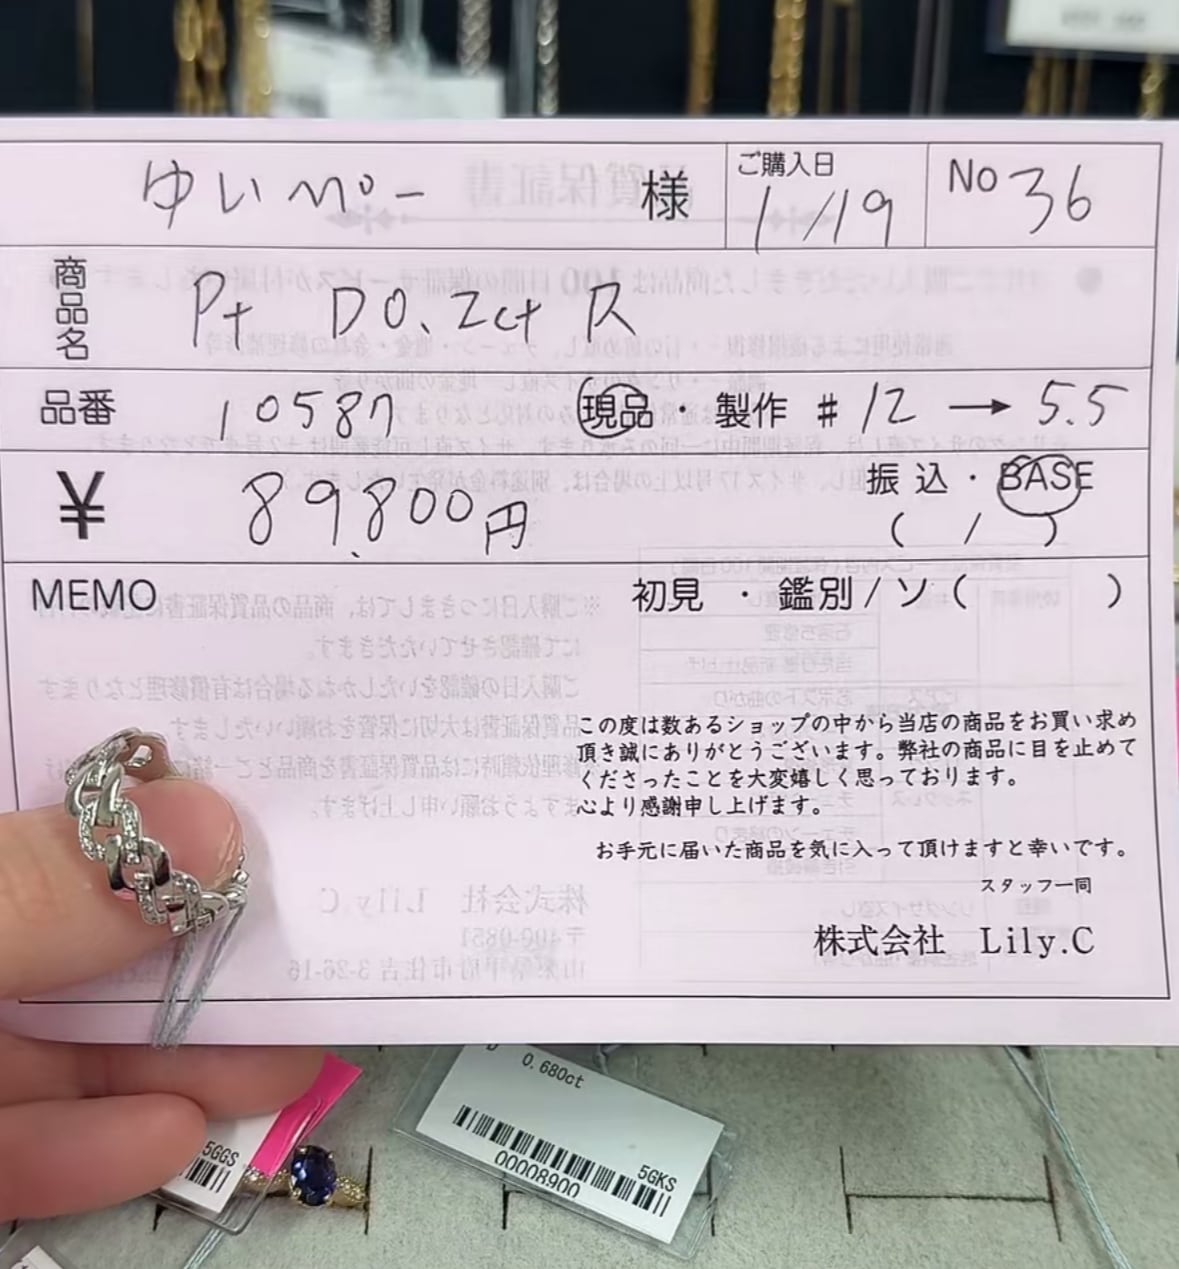 ゆいぺー 様
ご購入日
1/19
No 36
商品名
Pt D0.2ct R
品番 10587
現品・製作 # 12 → 5.5
¥ 89,800円
振込・BASE
( / )
MEMO
初見 ・ 鑑別 / ソ ( )
この度は数あるショップの中から当店の商品をお買い求め
頂き誠にありがとうございます。弊社の商品に目を止めて
くださったことを大変嬉しく思っております。
心より感謝申し上げます。
お手元に届いた商品を気に入って頂けますと幸いです。
スタッフ一同
株式会社 Lily.C
D 0.680ct
5GKS
00008900
5GGS